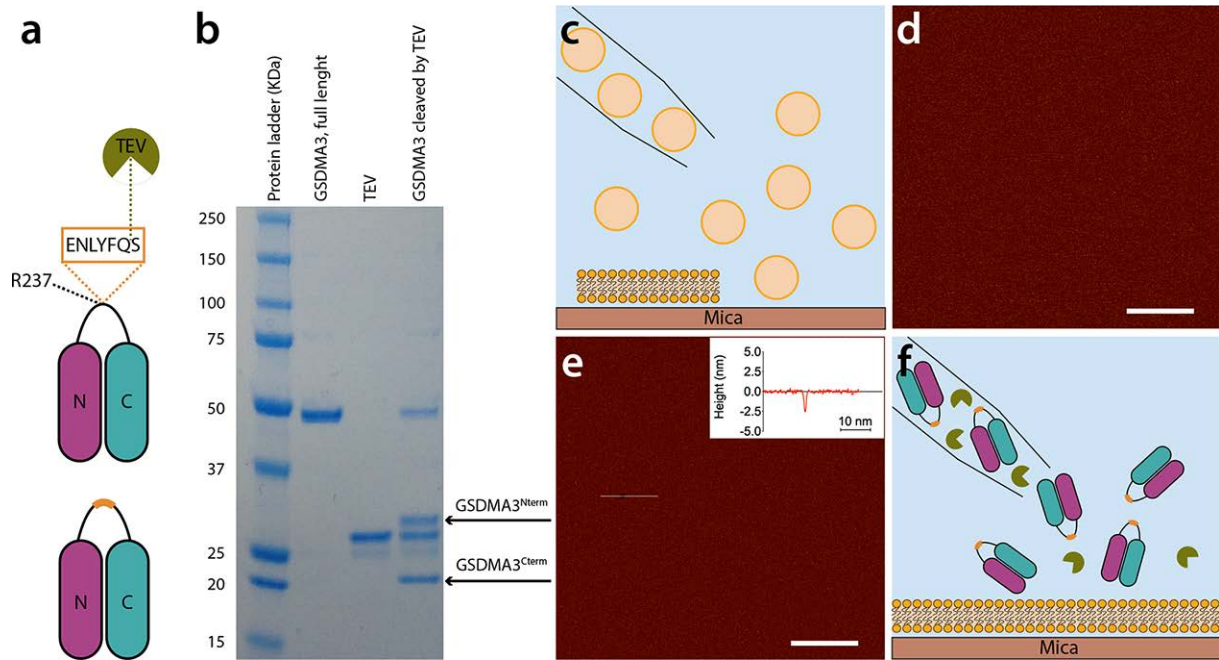 a
TEV
ENLYFQS
R237
N
C
N
C
b
Protein ladder (KDa)
GSDMA3, full lenght
TEV
GSDMA3 cleaved by TEV
250
150
100
75
50
37
25
20
15
GSDMA3Nterm
GSDMA3Cterm
c
Mica
d
e
Height (nm)
5.0
2.5
0.0
-2.5
-5.0
10 nm
f
Mica